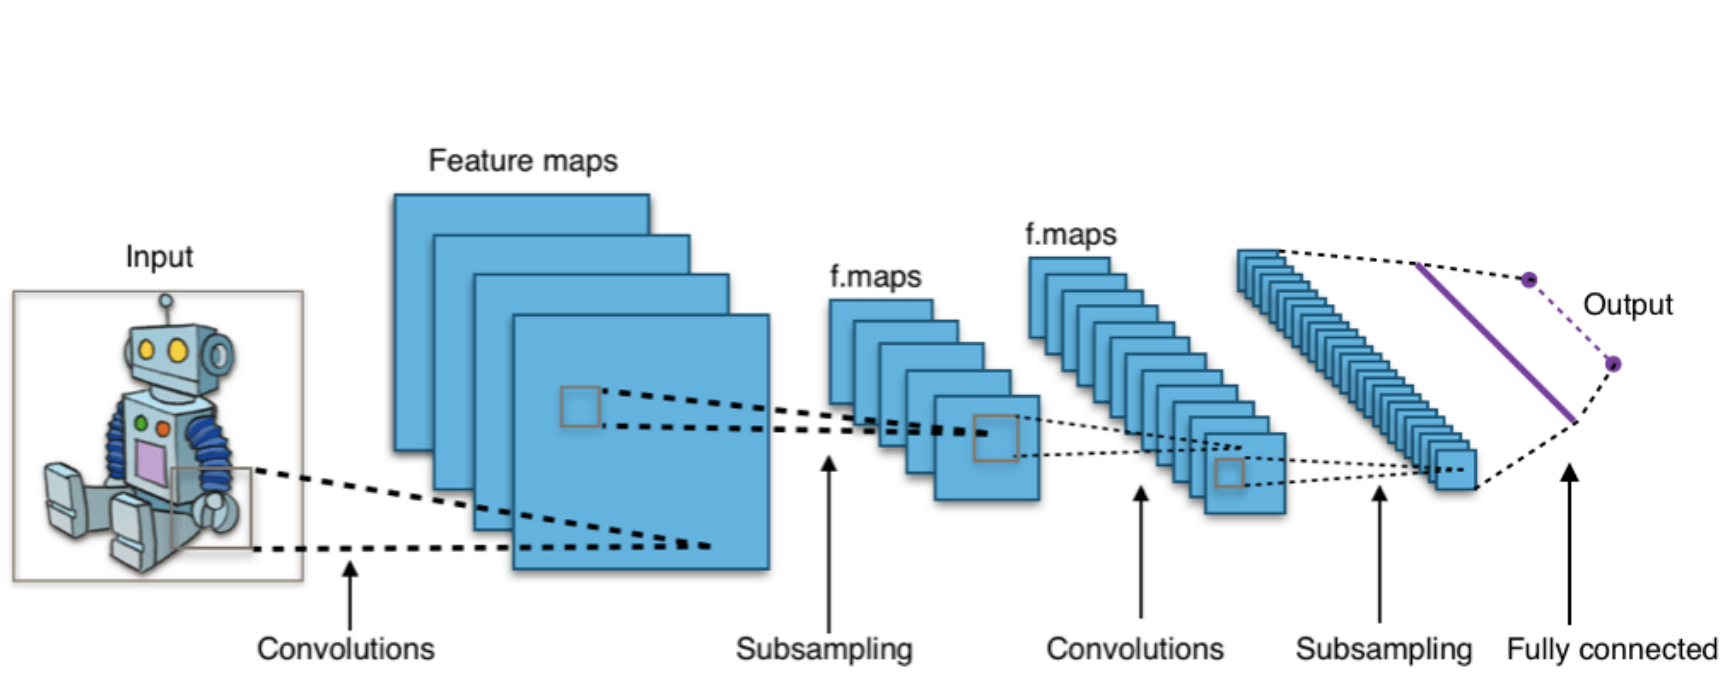 Feature maps
f.maps
Input
f.maps
Output
Convolutions
Subsampling
Convolutions
Subsampling
Fully connected